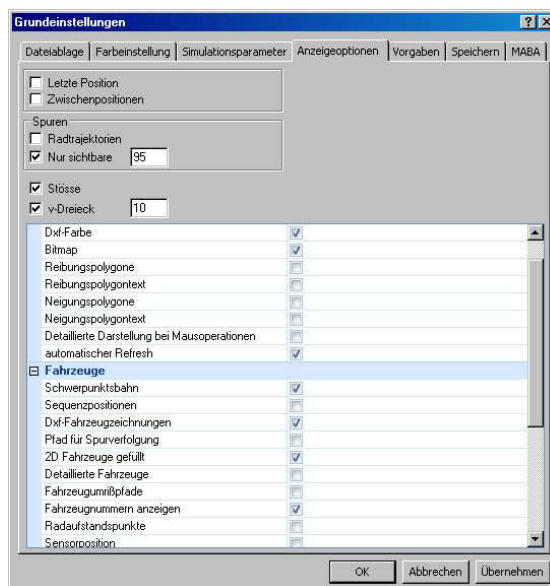 Grundeinstellungen
Dateiablage Farbeinstellung Simulationsparameter Anzeigeoptionen Vorgaben Speichern MABA
Letzte Position
Zwischenpositionen
Spuren
Radtrajektorien
Nur sichtbare 95
Stösse
v-Dreieck 10
Dxf-Farbe
Bitmap
Reibungspolygone
Reibungspolygontext
Neigungspolygone
Neigungspolygontext
Detaillierte Darstellung bei Mausoperationen
automatischer Refresh
Fahrzeuge
Schwerpunktsbahn
Sequenzpositionen
Dxf-Fahrzeugzeichnungen
Pfad für Spurverfolgung
2D Fahrzeuge gefüllt
Detaillierte Fahrzeuge
Fahrzeugumrißpfade
Fahrzeugnummern anzeigen
Radaufstandspunkte
Sensorposition
OK Abbrechen Übernehmen